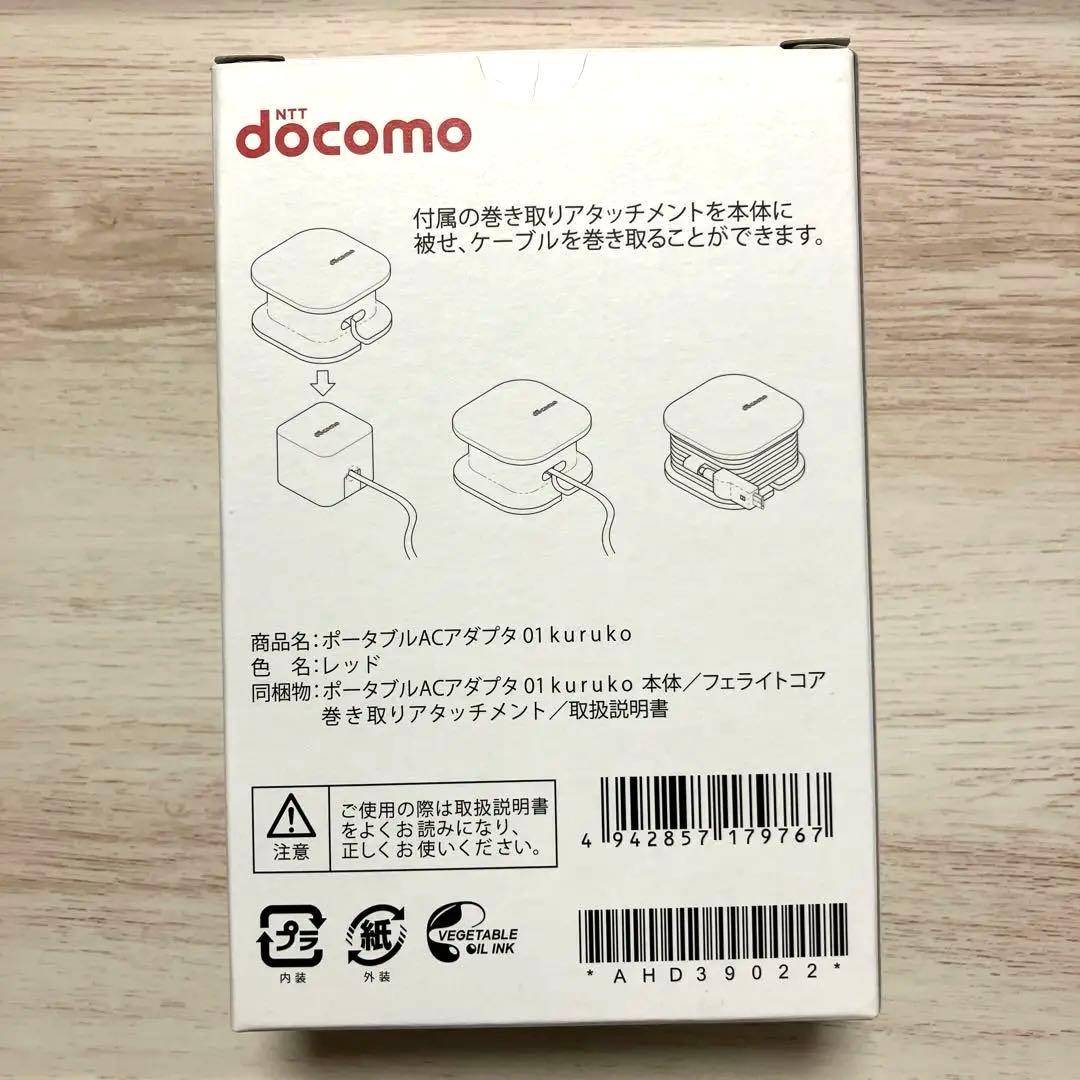 NTT
docomo
付属の巻き取りアタッチメントを本体に
被せ、ケーブルを巻き取ることができます。
docomo
docomo
docomo
docomo
商品名：ポータブルACアダプタ 01 kuruko
色　名：レッド
同梱物：ポータブルACアダプタ 01 kuruko 本体／フェライトコア
巻き取りアタッチメント／取扱説明書
ご使用の際は取扱説明書
をよくお読みになり、
正しくお使いください。
注意
4 942857 179767
プラ
内装
紙
外装
VEGETABLE
OIL INK
*AHD39022*